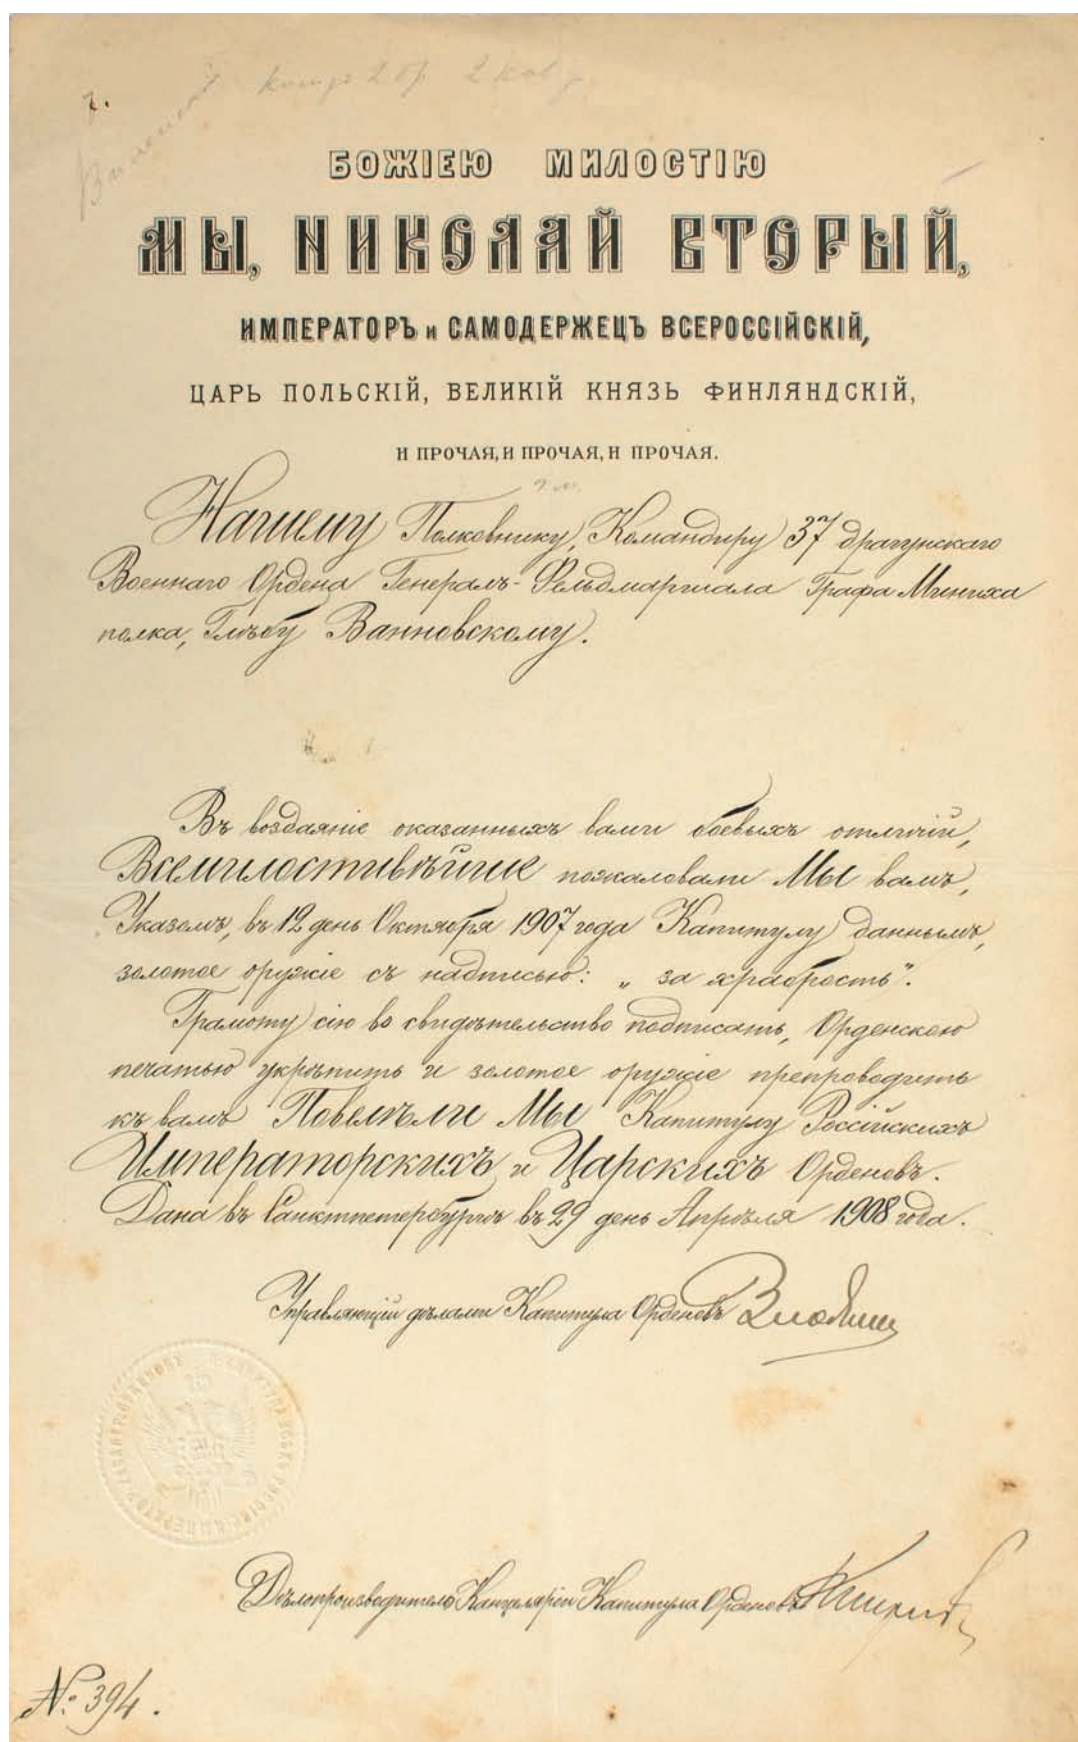 БОЖІЕЮ МИЛОСТІЮ
МЫ, НИКОЛАЙ ВТОРЫЙ,
ИМПЕРАТОРЪ и САМОДЕРЖЕЦЪ ВСЕРОССІЙСКІЙ,
ЦАРЬ ПОЛЬСКІЙ, ВЕЛИКІЙ КНЯЗЬ ФИНЛЯНДСКІЙ,
И ПРОЧАЯ, И ПРОЧАЯ, И ПРОЧАЯ.
Нашему Полковнику, Командиру 37 драгунскаго
Военнаго Ордена Генералъ-Фельдмаршала Графа Миниха
полка, Глѣбу Ванновскому.
Въ воздаяніе оказанныхъ вами боевыхъ отличій,
Всемилостивѣйше пожаловали Мы вамъ,
Указомъ, въ 12 день Октября 1907 года Капитулу даннымъ,
золотое оружіе съ надписью: „за храбрость".
Грамоту сію во свидѣтельство подписать, Орденскою
печатью укрѣпить и золотое оружіе препроводить
къ вамъ Повелѣли Мы Капитулу Россійскихъ
Императорскихъ и Царскихъ Орденовъ.
Дана въ Санктпетербургѣ въ 29 день Апрѣля 1908 года.
Управляющій дѣлами Капитула Орденовъ
Дѣлопроизводитель Канцеляріи Капитула Орденовъ
№ 394.